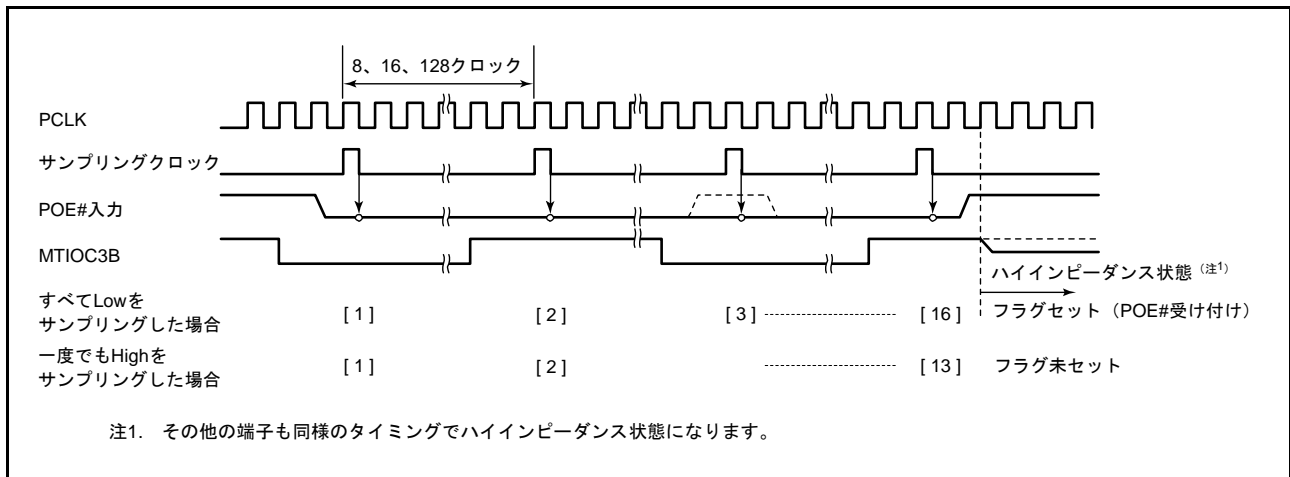 8、16、128クロック
PCLK
サンプリングクロック
POE#入力
MTIOC3B
ハイインピーダンス状態（注1）
すべてLowを
サンプリングした場合
[ 1 ] [ 2 ] [ 3 ] [ 16 ] フラグセット（POE#受け付け）
一度でもHighを
サンプリングした場合
[ 1 ] [ 2 ] [ 13 ] フラグ未セット
注1. その他の端子も同様のタイミングでハイインピーダンス状態になります。